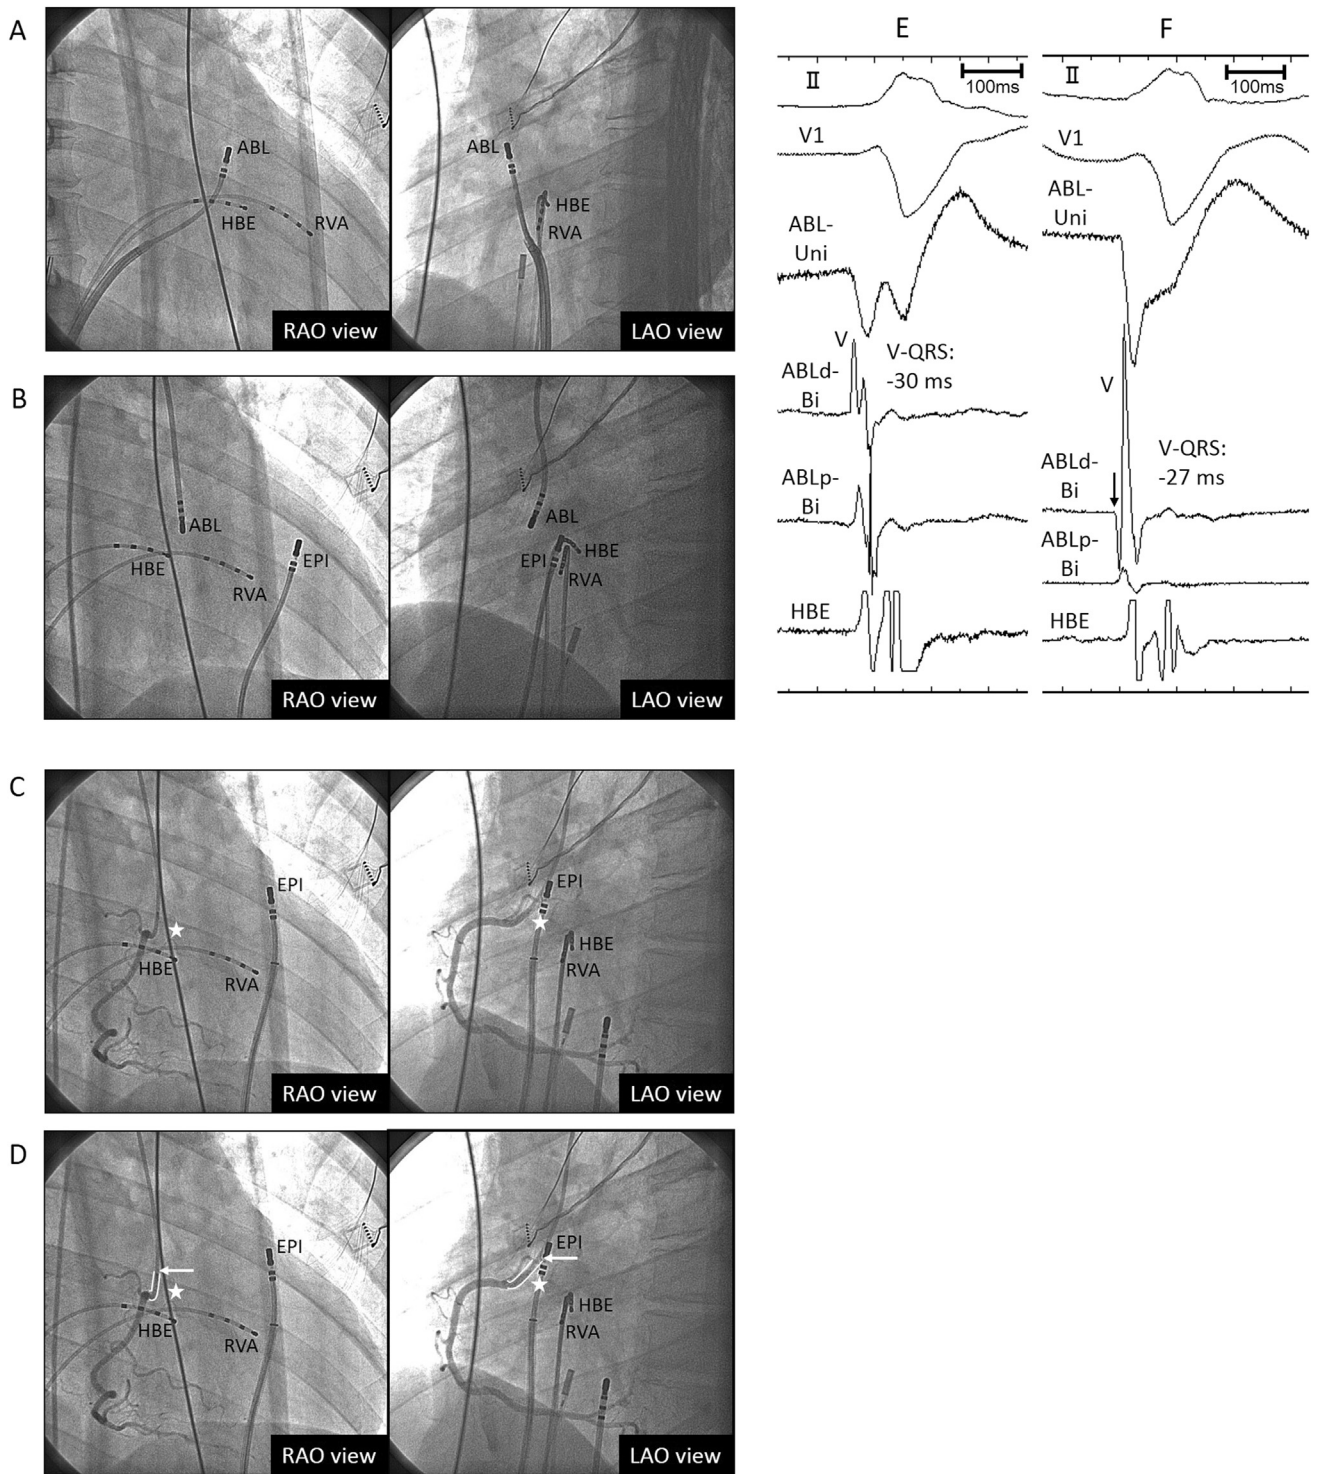 A
ABL
HBE
RVA
RAO view
ABL
HBE
RVA
LAO view
B
ABL
HBE
RVA
EPI
RAO view
ABL
EPI
HBE
RVA
LAO view
C
EPI
HBE
RVA
RAO view
EPI
HBE
RVA
LAO view
D
EPI
HBE
RVA
RAO view
EPI
HBE
RVA
LAO view
E
II
100ms
V1
ABL-
Uni
V
V-QRS:
-30 ms
ABLd-
Bi
ABLp-
Bi
HBE
F
II
100ms
V1
ABL-
Uni
V
V-QRS:
-27 ms
ABLd-
Bi
ABLp-
Bi
HBE